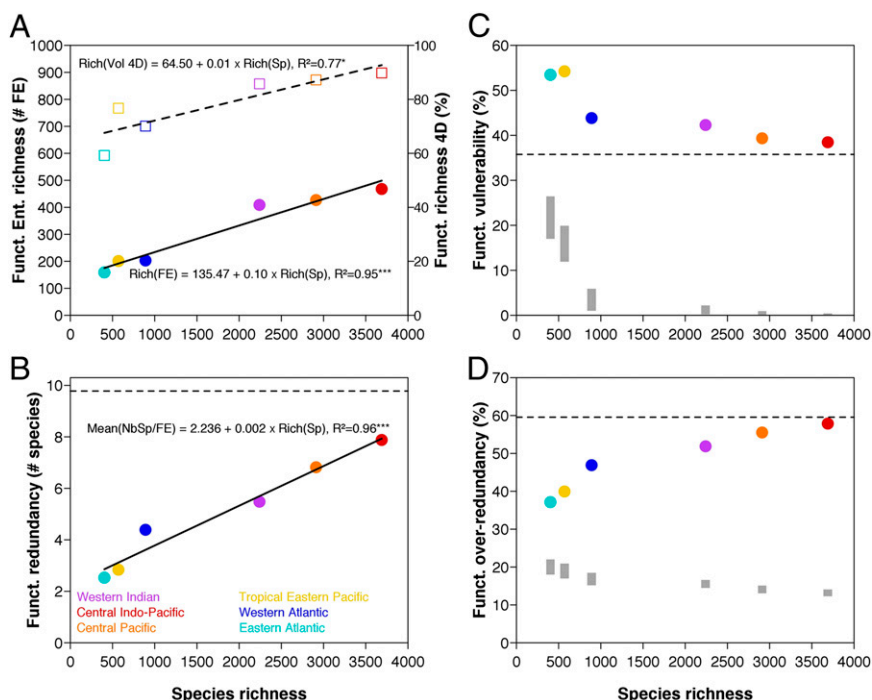 A
Funct. Ent. richness (# FE)
1000
900
800
700
600
500
400
300
200
100
0
Rich(Vol 4D) = 64.50 + 0.01 x Rich(Sp), R²=0.77*
Rich(FE) = 135.47 + 0.10 x Rich(Sp), R²=0.95***
100
80
60
40
20
0
Funct. richness 4D (%)
500 1000 1500 2000 2500 3000 3500 4000
C
Funct. vulnerability (%)
60
50
40
30
20
10
0
0 500 1000 1500 2000 2500 3000 3500 4000
B
Funct. redundancy (# species)
10
8
6
4
2
0
Mean(NbSp/FE) = 2.236 + 0.002 x Rich(Sp), R²=0.96***
Western Indian
Central Indo-Pacific
Central Pacific
Tropical Eastern Pacific
Western Atlantic
Eastern Atlantic
0 500 1000 1500 2000 2500 3000 3500 4000
Species richness
D
Funct. over-redundancy (%)
70
60
50
40
30
20
10
0
0 500 1000 1500 2000 2500 3000 3500 4000
Species richness